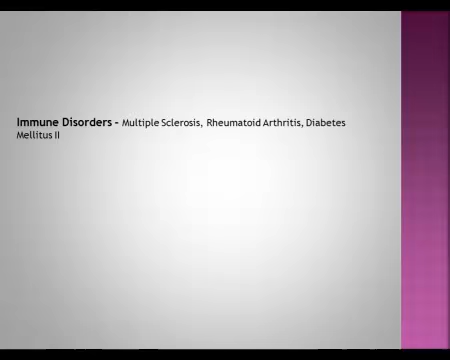 Immune Disorders - Multiple Sclerosis, Rheumatoid Arthritis, Diabetes
Mellitus II